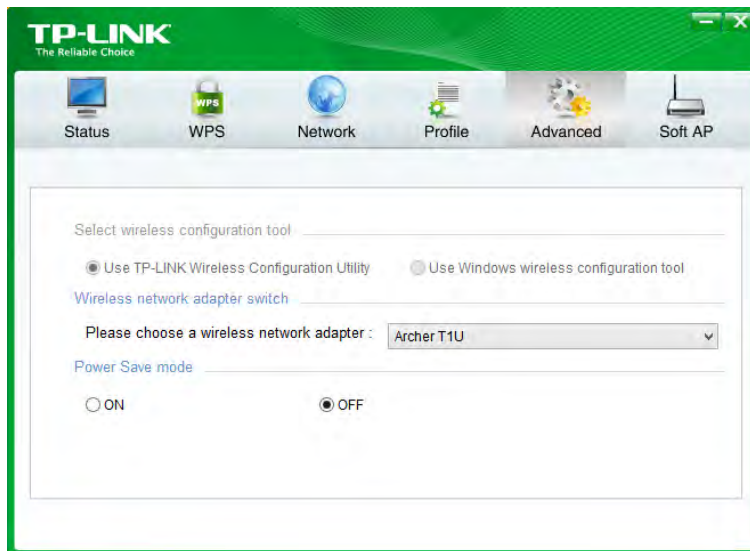 TP-LINK
The Reliable Choice
WPS
Status WPS Network Profile Advanced Soft AP
Select wireless configuration tool
Use TP-LINK Wireless Configuration Utility Use Windows wireless configuration tool
Wireless network adapter switch
Please choose a wireless network adapter : Archer T1U
Power Save mode
ON OFF